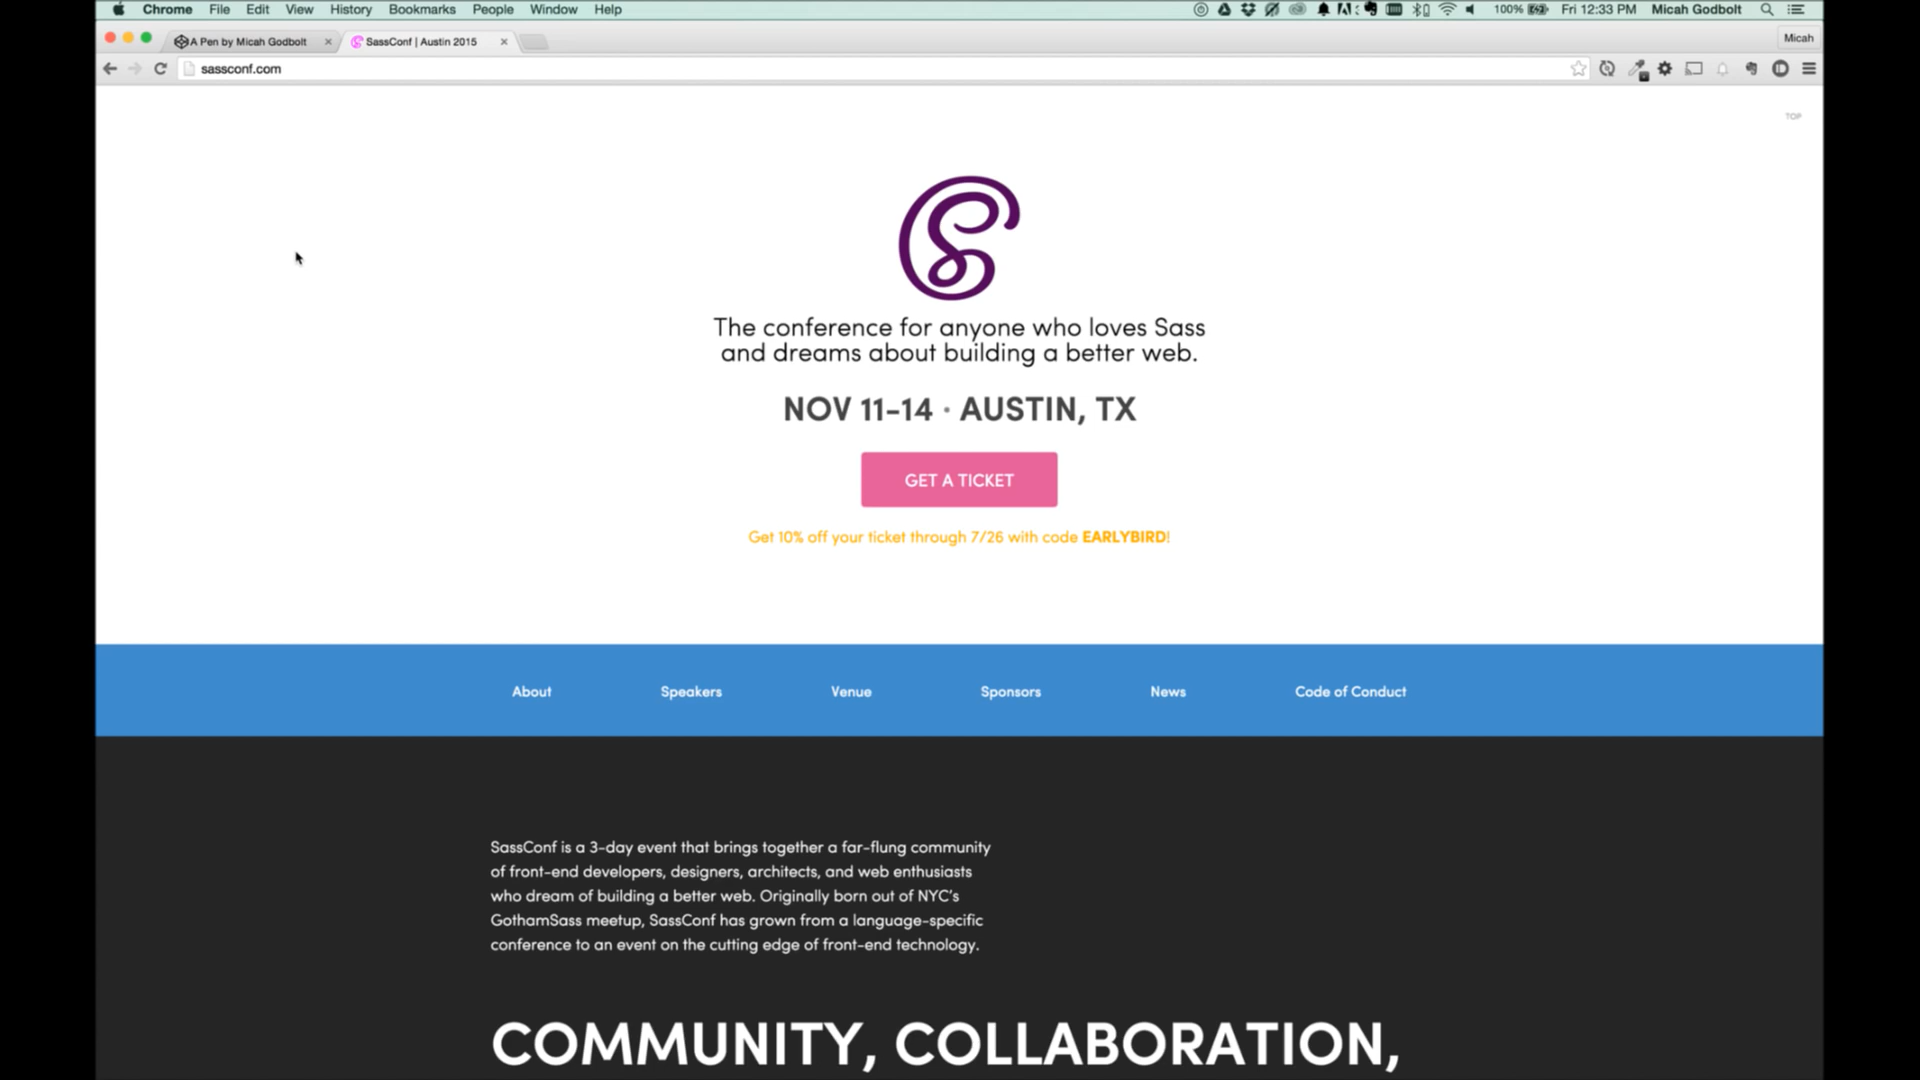 Chrome File Edit View History Bookmarks People Window Help 100% Fri 12:33 PM Micah Godbolt
A Pen by Micah Godbolt SassConf | Austin 2015 Micah
sassconf.com
TOP
The conference for anyone who loves Sass
and dreams about building a better web.
NOV 11-14 · AUSTIN, TX
GET A TICKET
Get 10% off your ticket through 7/26 with code EARLYBIRD!
About Speakers Venue Sponsors News Code of Conduct
SassConf is a 3-day event that brings together a far-flung community
of front-end developers, designers, architects, and web enthusiasts
who dream of building a better web. Originally born out of NYC's
GothamSass meetup, SassConf has grown from a language-specific
conference to an event on the cutting edge of front-end technology.
COMMUNITY, COLLABORATION,